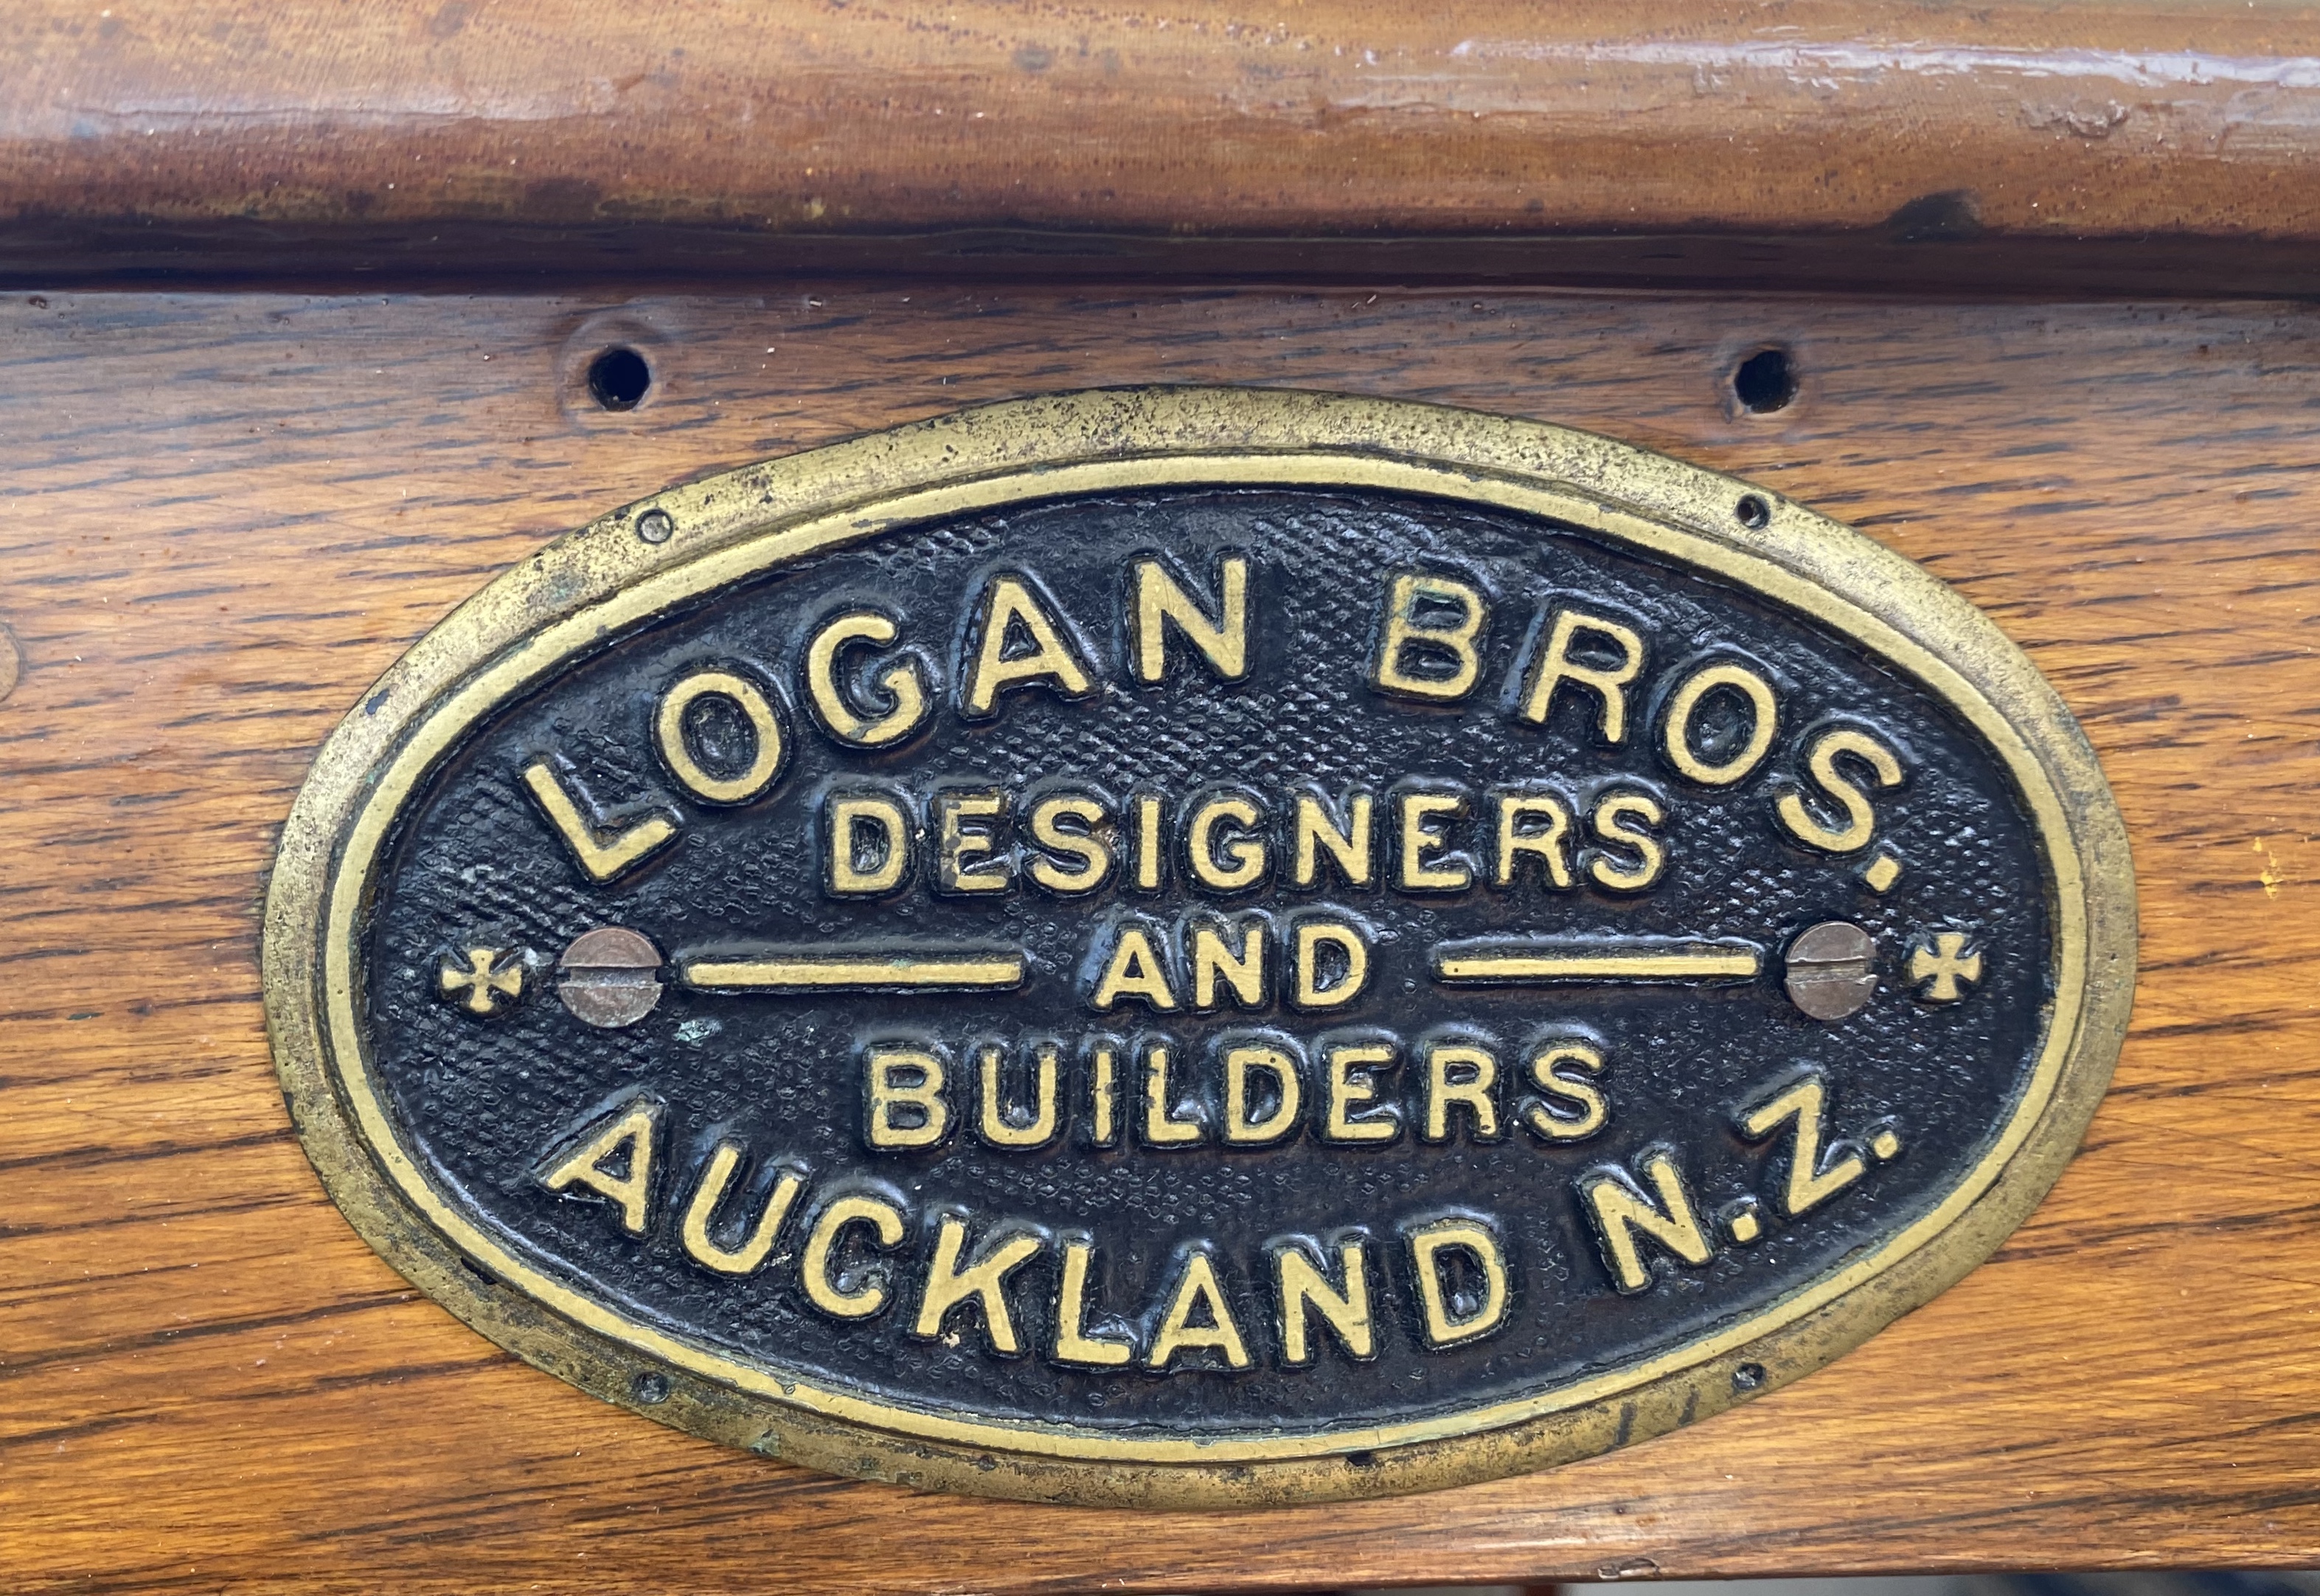 LOGAN BROS.
DESIGNERS
AND
BUILDERS
AUCKLAND N.Z.